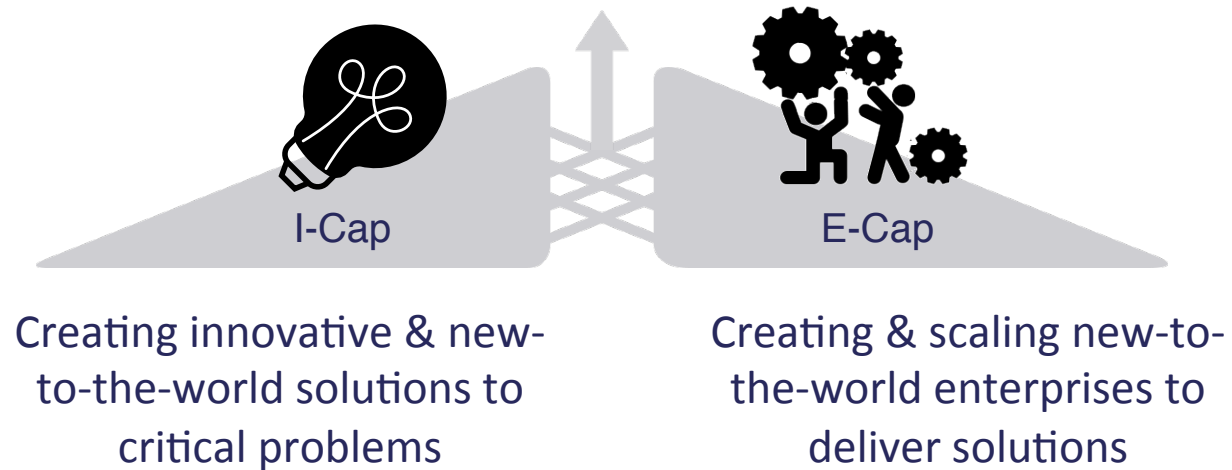 I-Cap
E-Cap
Creating innovative & new-
to-the-world solutions to
critical problems
Creating & scaling new-to-
the-world enterprises to
deliver solutions